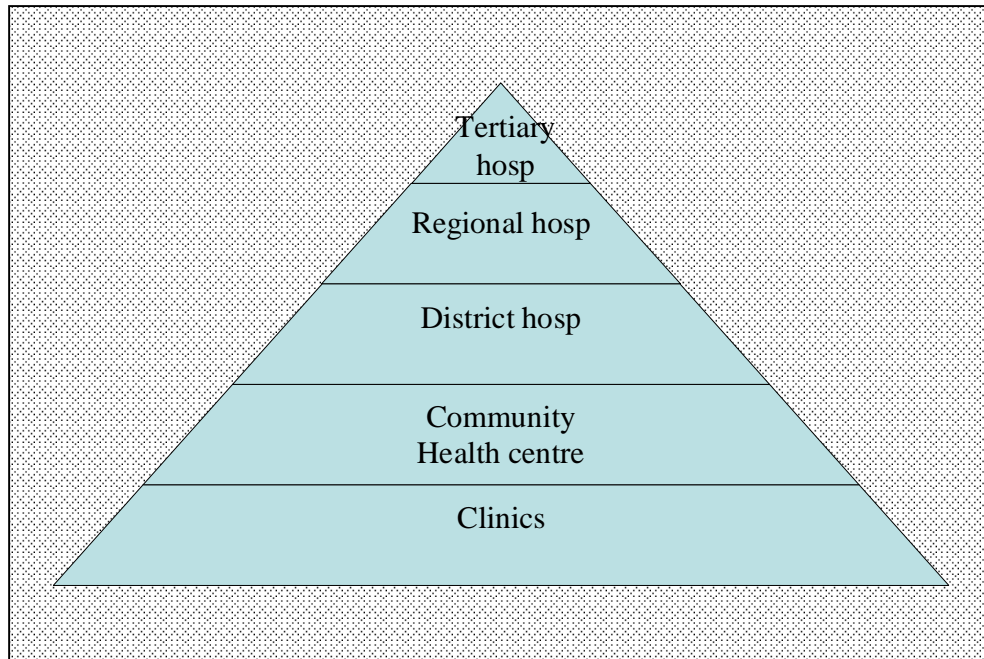 Tertiary
hosp
Regional hosp
District hosp
Community
Health centre
Clinics